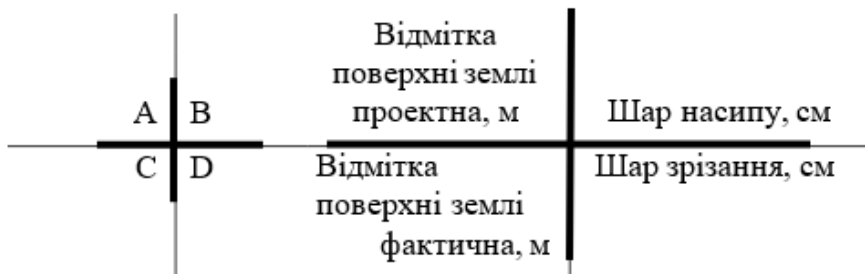 A B
C D
Відмітка
поверхні землі
проектна, м
Шар насипу, см
Відмітка
поверхні землі
фактична, м
Шар зрізання, см